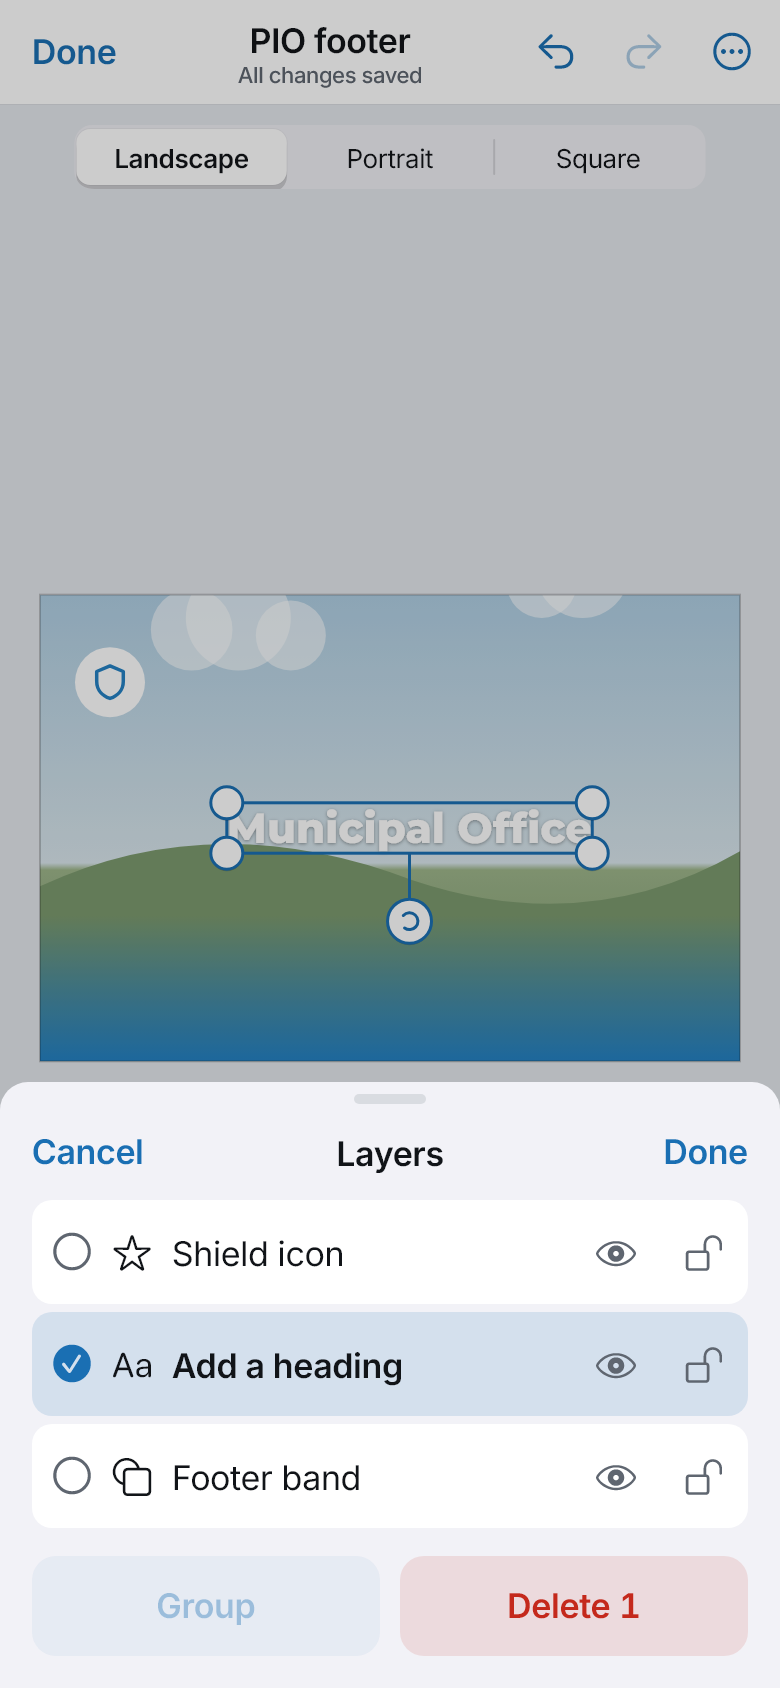 Done
PIO footer
All changes saved
Landscape
Portrait
Square
Municipal Office
Cancel
Layers
Done
Shield icon
Aa Add a heading
Footer band
Group
Delete 1